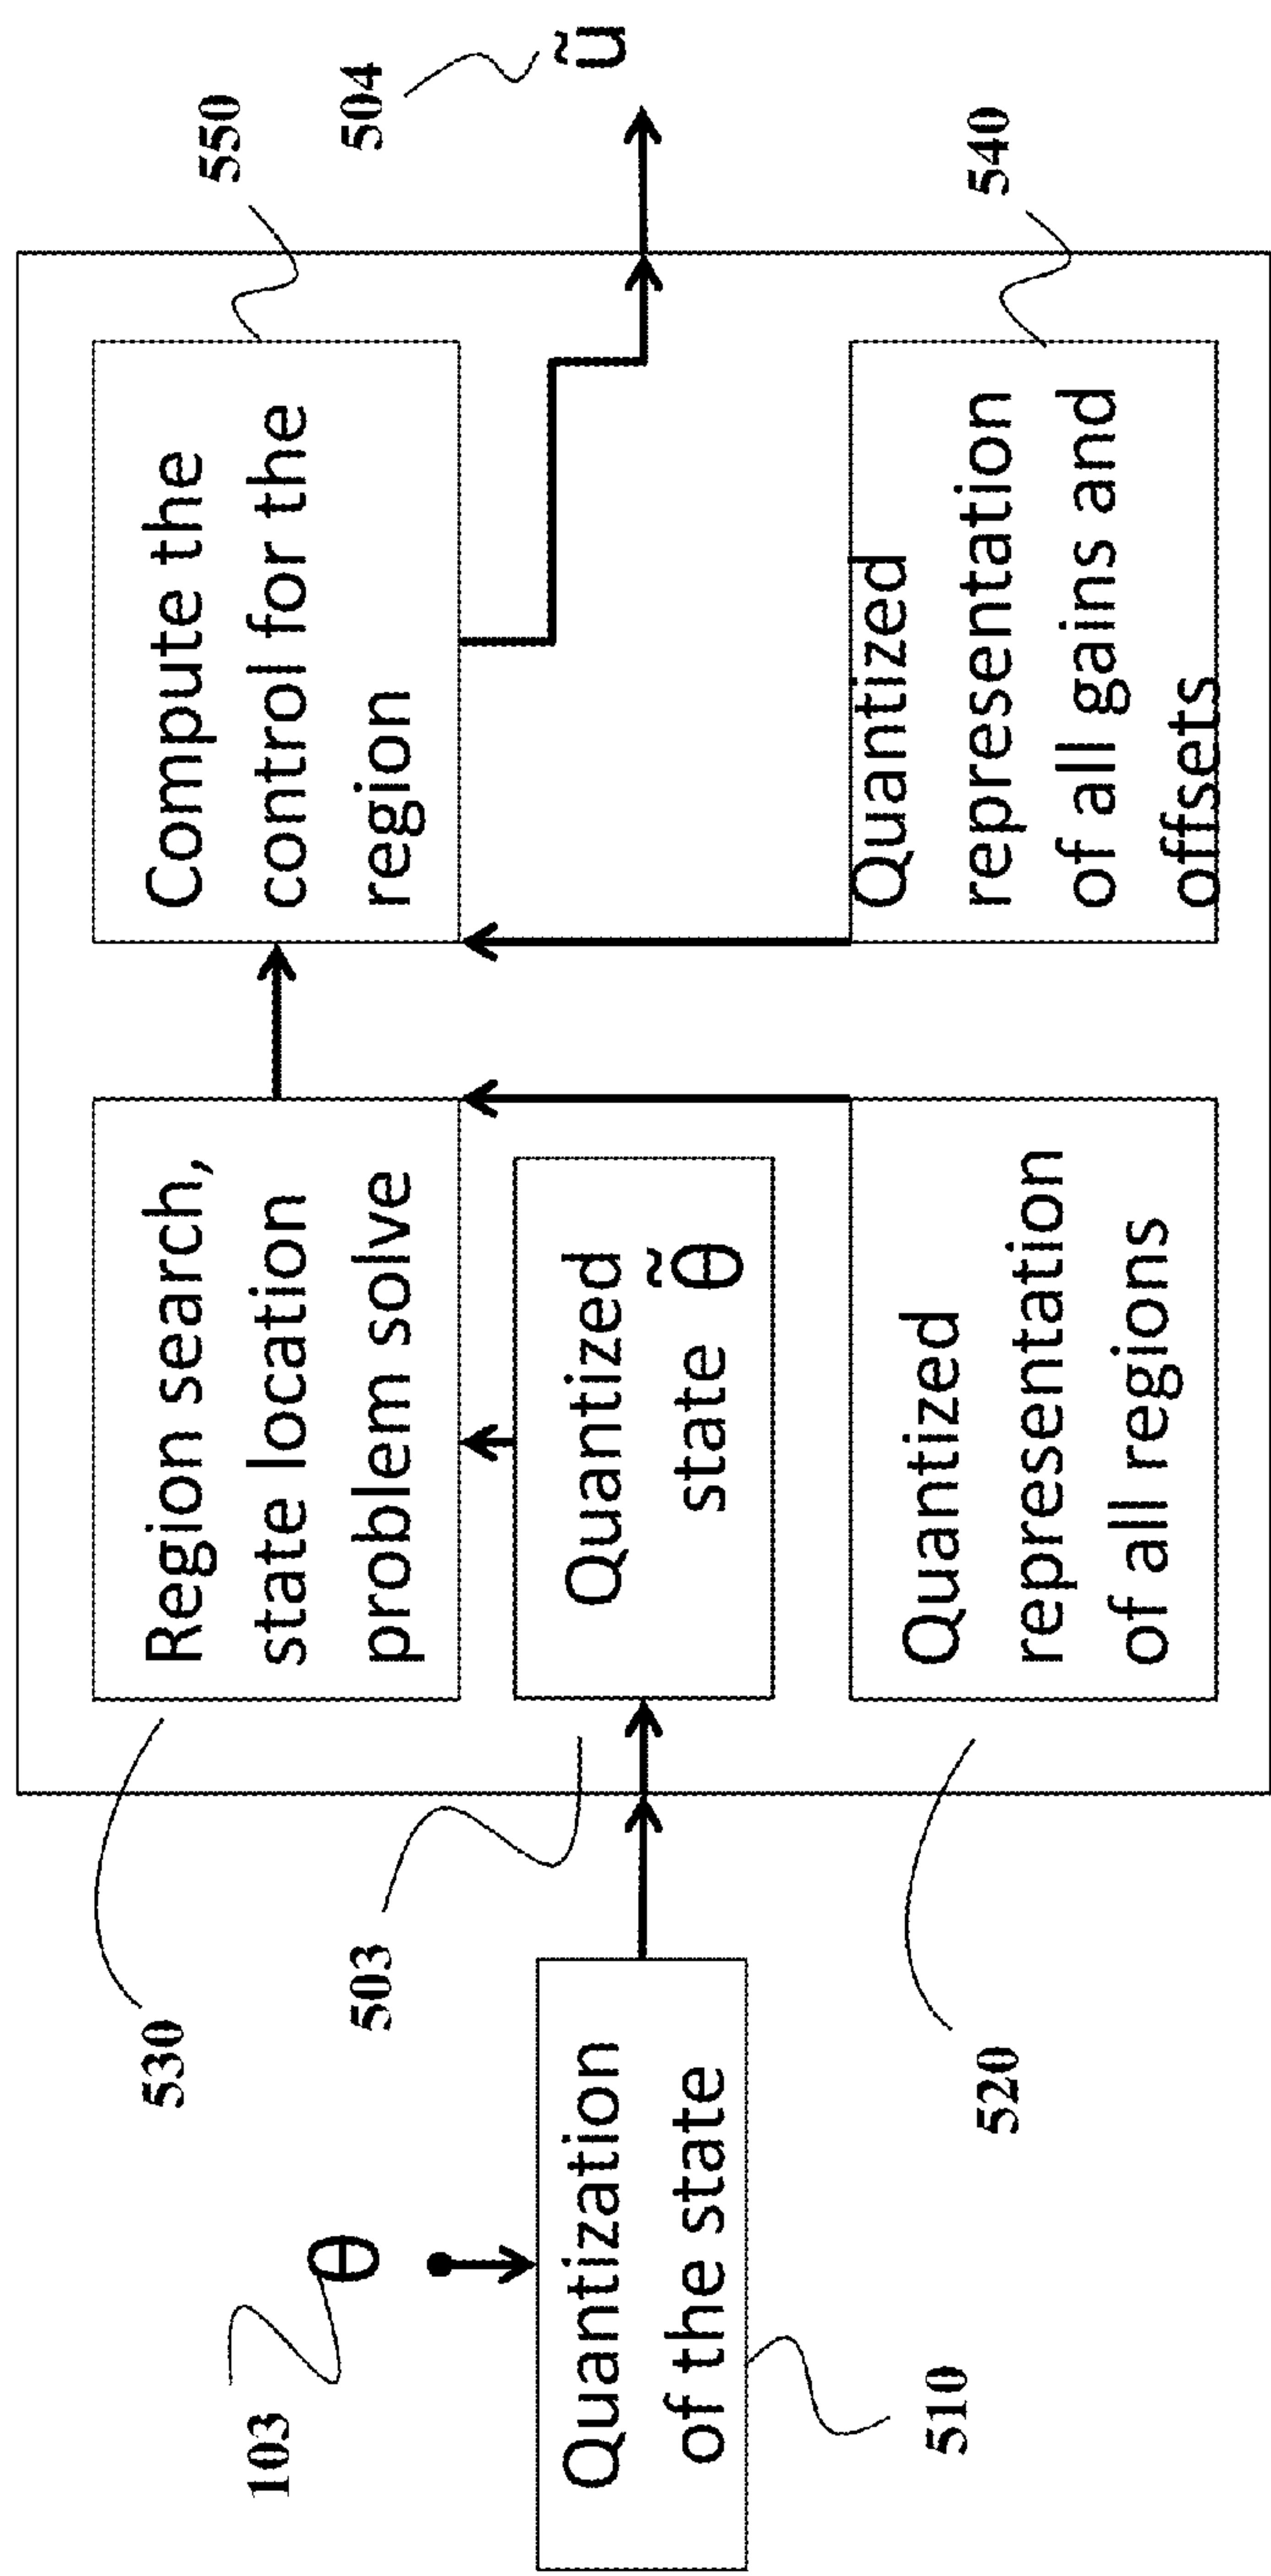 103
θ
Quantization
of the state
510
530
Region search,
state location
problem solve
503
Quantized
state θ̃
520
Quantized
representation
of all regions
550
Compute the
control for the
region
540
Quantized
representation
of all gains and
offsets
504
ũ